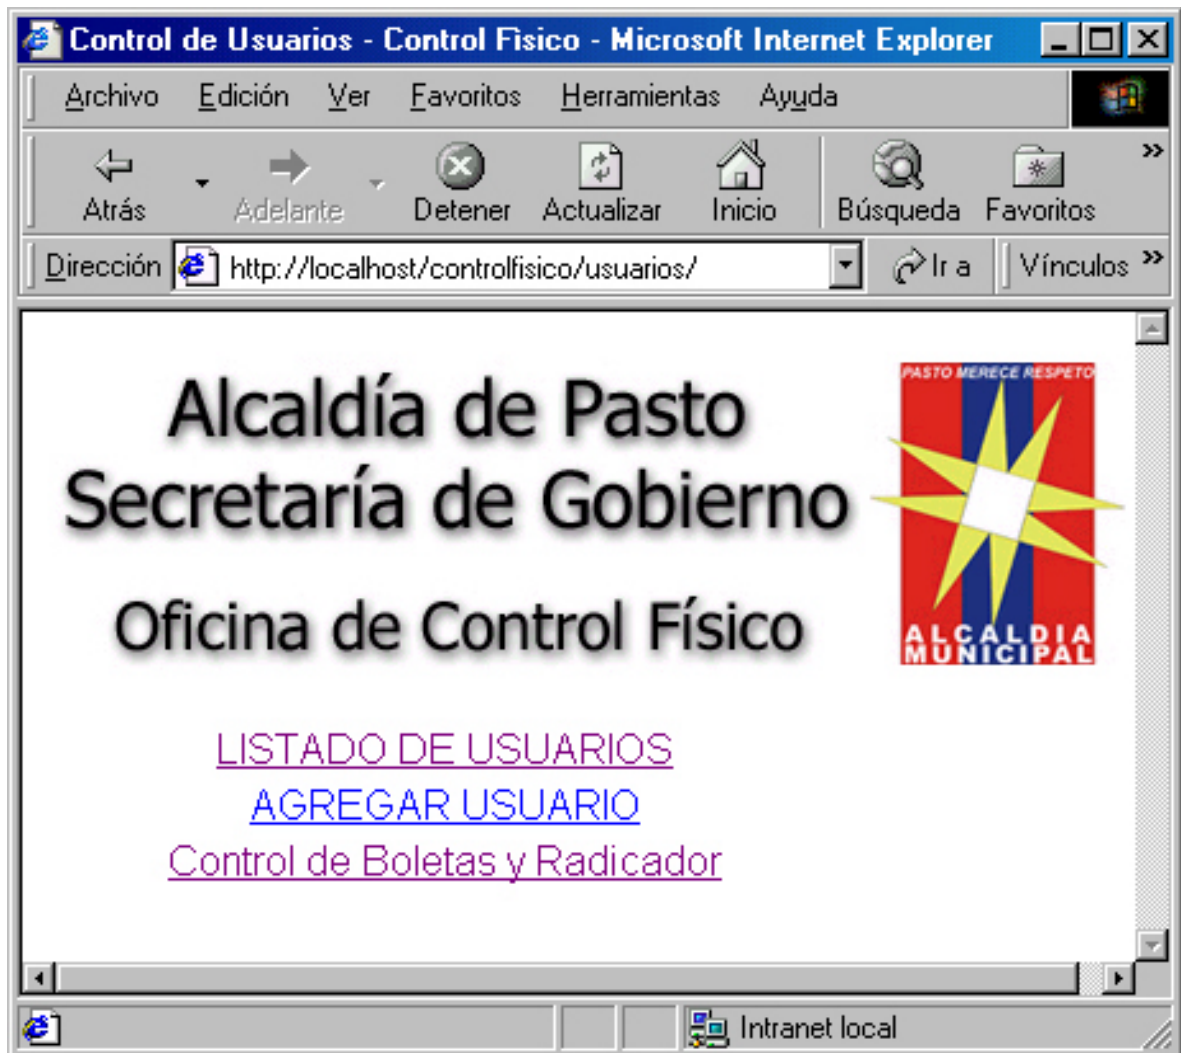 Control de Usuarios - Control Fìsico - Microsoft Internet Explorer
Archivo Edición Ver Favoritos Herramientas Ayuda
Atrás Adelante Detener Actualizar Inicio Búsqueda Favoritos
Dirección http://localhost/controlfisico/usuarios/ Ir a Vínculos
PASTO MERECE RESPETO
Alcaldía de Pasto
Secretaría de Gobierno
Oficina de Control Físico
ALCALDIA
MUNICIPAL
LISTADO DE USUARIOS
AGREGAR USUARIO
Control de Boletas y Radicador
Intranet local